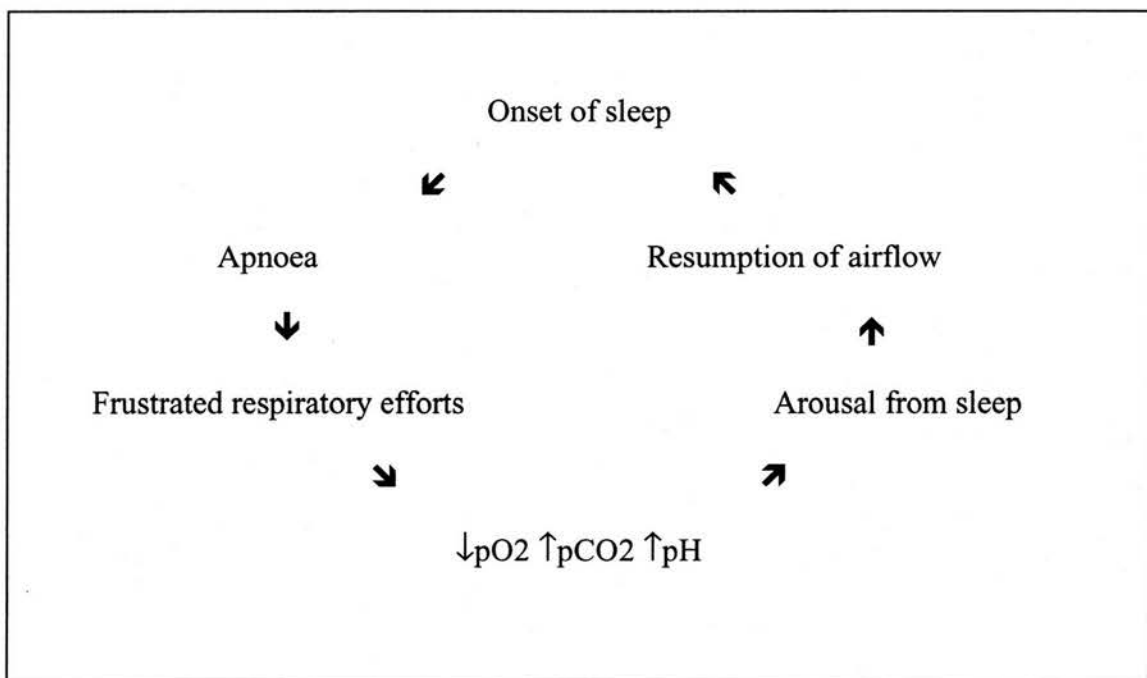 Onset of sleep
Apnoea Resumption of airflow
Frustrated respiratory efforts Arousal from sleep
↓pO2 ↑pCO2 ↑pH